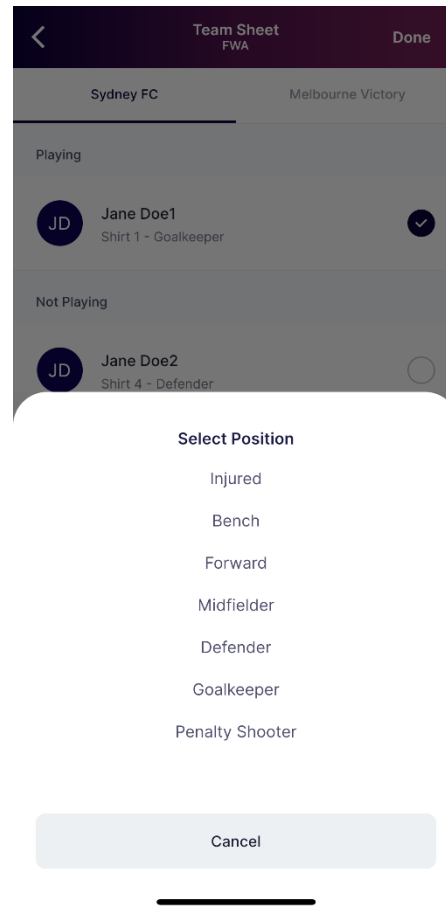 Team Sheet
FWA
Done
Sydney FC
Melbourne Victory
Playing
JD
Jane Doe1
Shirt 1 - Goalkeeper
Not Playing
JD
Jane Doe2
Shirt 4 - Defender
Select Position
Injured
Bench
Forward
Midfielder
Defender
Goalkeeper
Penalty Shooter
Cancel